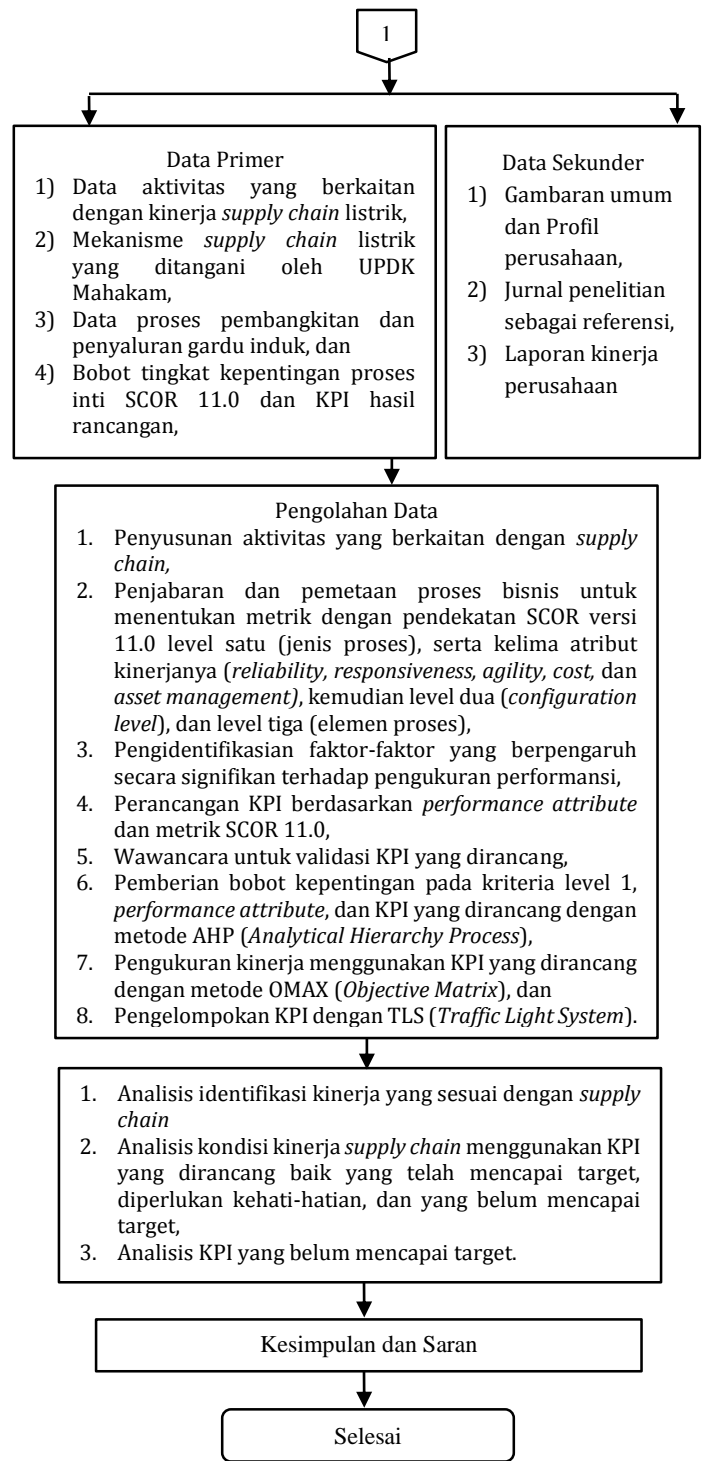 1
Data Primer
1) Data aktivitas yang berkaitan
dengan kinerja supply chain listrik,
2) Mekanisme supply chain listrik
yang ditangani oleh UPDK
Mahakam,
3) Data proses pembangkitan dan
penyaluran gardu induk, dan
4) Bobot tingkat kepentingan proses
inti SCOR 11.0 dan KPI hasil
rancangan,
Data Sekunder
1) Gambaran umum
dan Profil
perusahaan,
2) Jurnal penelitian
sebagai referensi,
3) Laporan kinerja
perusahaan
Pengolahan Data
1. Penyusunan aktivitas yang berkaitan dengan supply
chain,
2. Penjabaran dan pemetaan proses bisnis untuk
menentukan metrik dengan pendekatan SCOR versi
11.0 level satu (jenis proses), serta kelima atribut
kinerjanya (reliability, responsiveness, agility, cost, dan
asset management), kemudian level dua (configuration
level), dan level tiga (elemen proses),
3. Pengidentifikasian faktor-faktor yang berpengaruh
secara signifikan terhadap pengukuran performansi,
4. Perancangan KPI berdasarkan performance attribute
dan metrik SCOR 11.0,
5. Wawancara untuk validasi KPI yang dirancang,
6. Pemberian bobot kepentingan pada kriteria level 1,
performance attribute, dan KPI yang dirancang dengan
metode AHP (Analytical Hierarchy Process),
7. Pengukuran kinerja menggunakan KPI yang dirancang
dengan metode OMAX (Objective Matrix), dan
8. Pengelompokan KPI dengan TLS (Traffic Light System).
1. Analisis identifikasi kinerja yang sesuai dengan supply
chain
2. Analisis kondisi kinerja supply chain menggunakan KPI
yang dirancang baik yang telah mencapai target,
diperlukan kehati-hatian, dan yang belum mencapai
target,
3. Analisis KPI yang belum mencapai target.
Kesimpulan dan Saran
Selesai